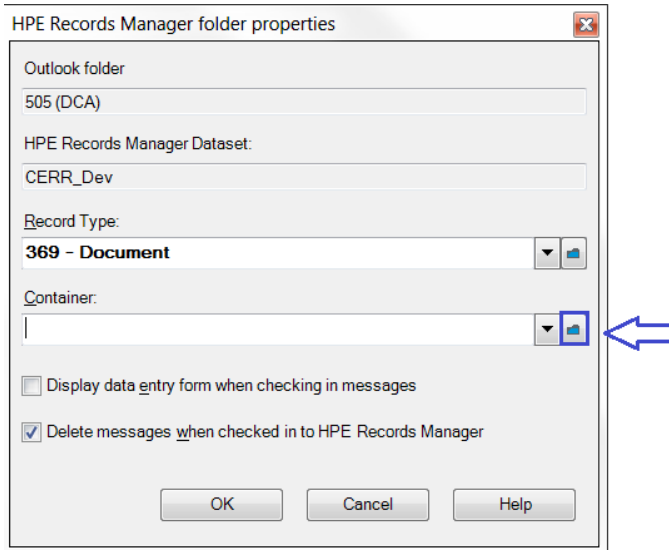 HPE Records Manager folder properties
Outlook folder
505 (DCA)
HPE Records Manager Dataset:
CERR_Dev
Record Type:
369 - Document
Container:
Display data entry form when checking in messages
Delete messages when checked in to HPE Records Manager
OK Cancel Help